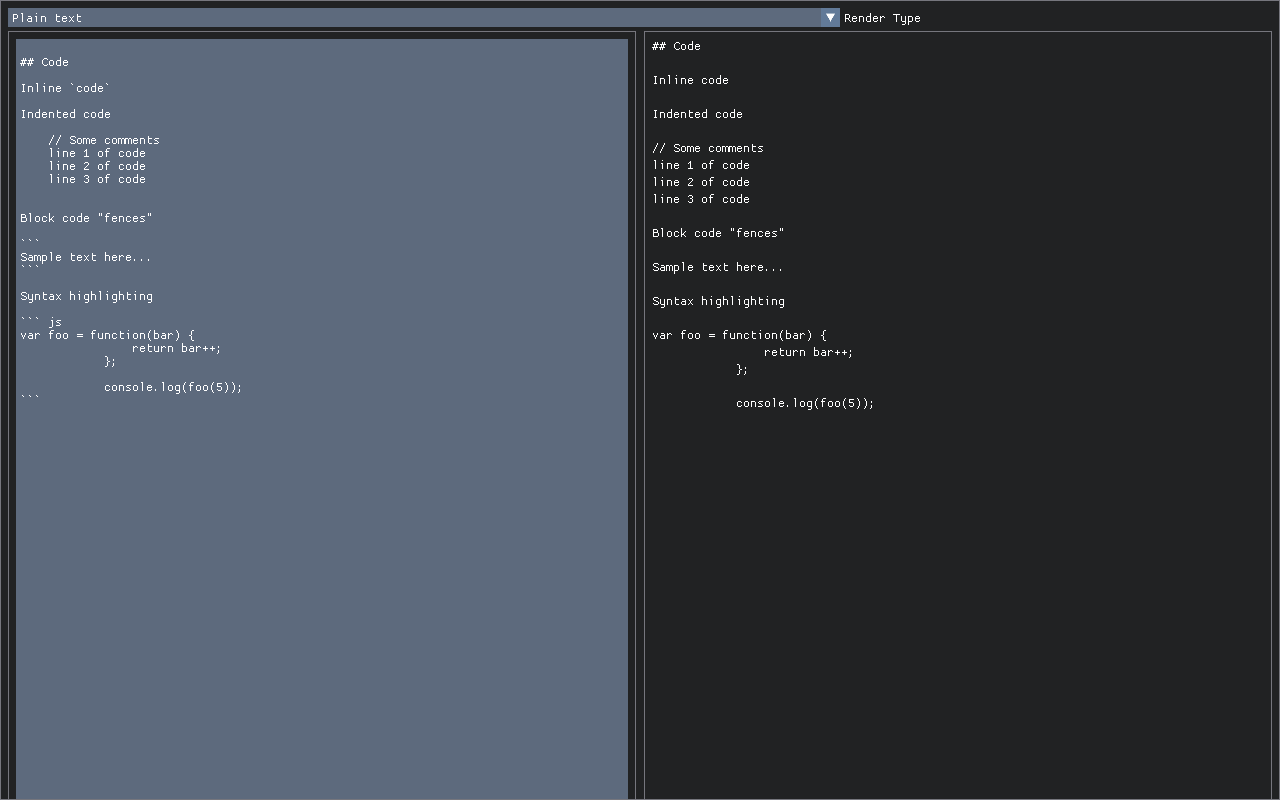 Plain text
Render Type
## Code
Inline `code`
Indented code
    // Some comments
    line 1 of code
    line 2 of code
    line 3 of code
Block code "fences"
```
Sample text here...
```
Syntax highlighting
``` js
var foo = function(bar) {
                return bar++;
            };
            console.log(foo(5));
```
## Code
Inline code
Indented code
// Some comments
line 1 of code
line 2 of code
line 3 of code
Block code "fences"
Sample text here...
Syntax highlighting
var foo = function(bar) {
                return bar++;
            };
            console.log(foo(5));